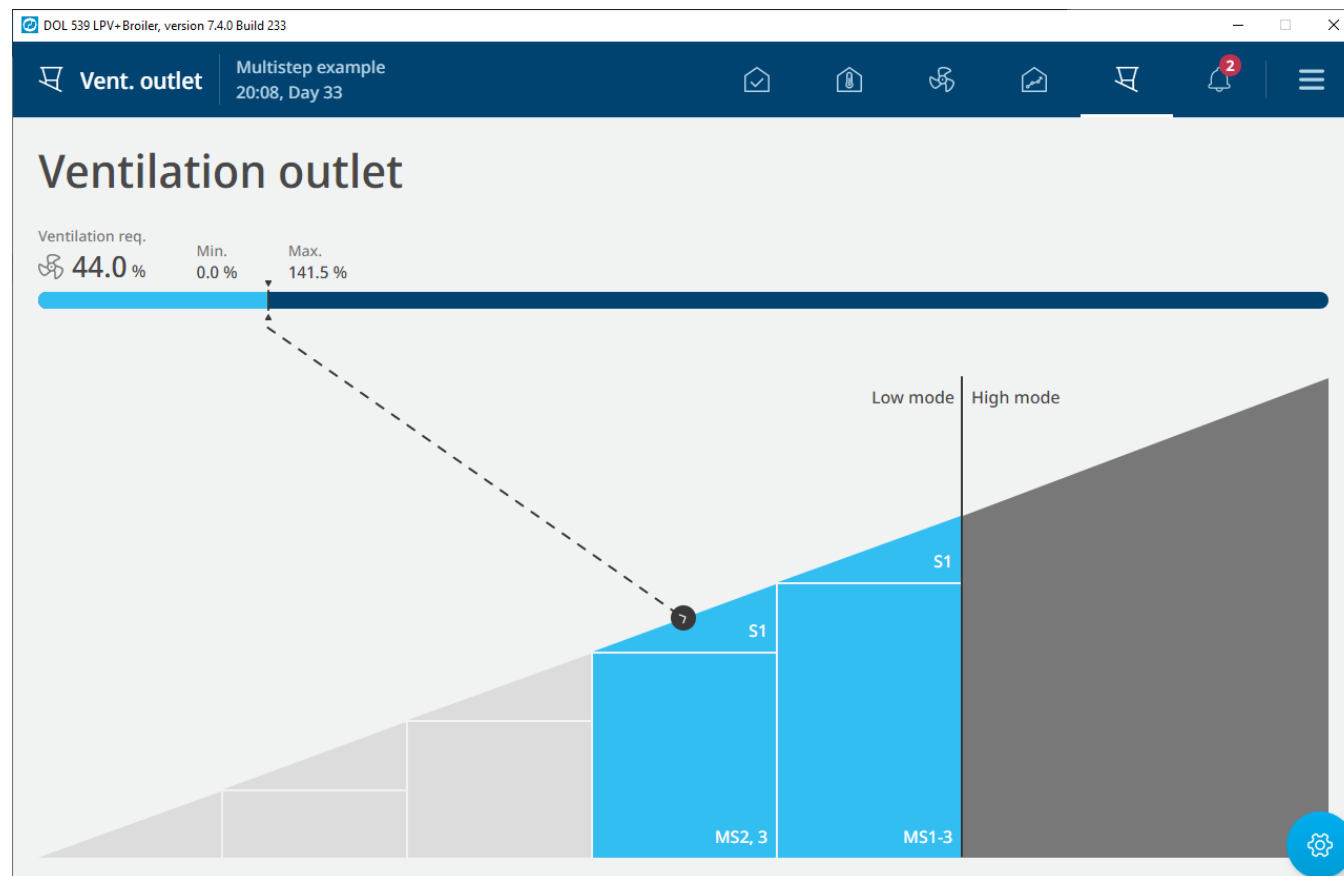 DOL 539 LPV+Broiler, version 7.4.0 Build 233
Vent. outlet
Multistep example
20:08, Day 33
2
Ventilation outlet
Ventilation req.
44.0 %
Min.
0.0 %
Max.
141.5 %
Low mode
High mode
S1
S1
MS2, 3
MS1-3